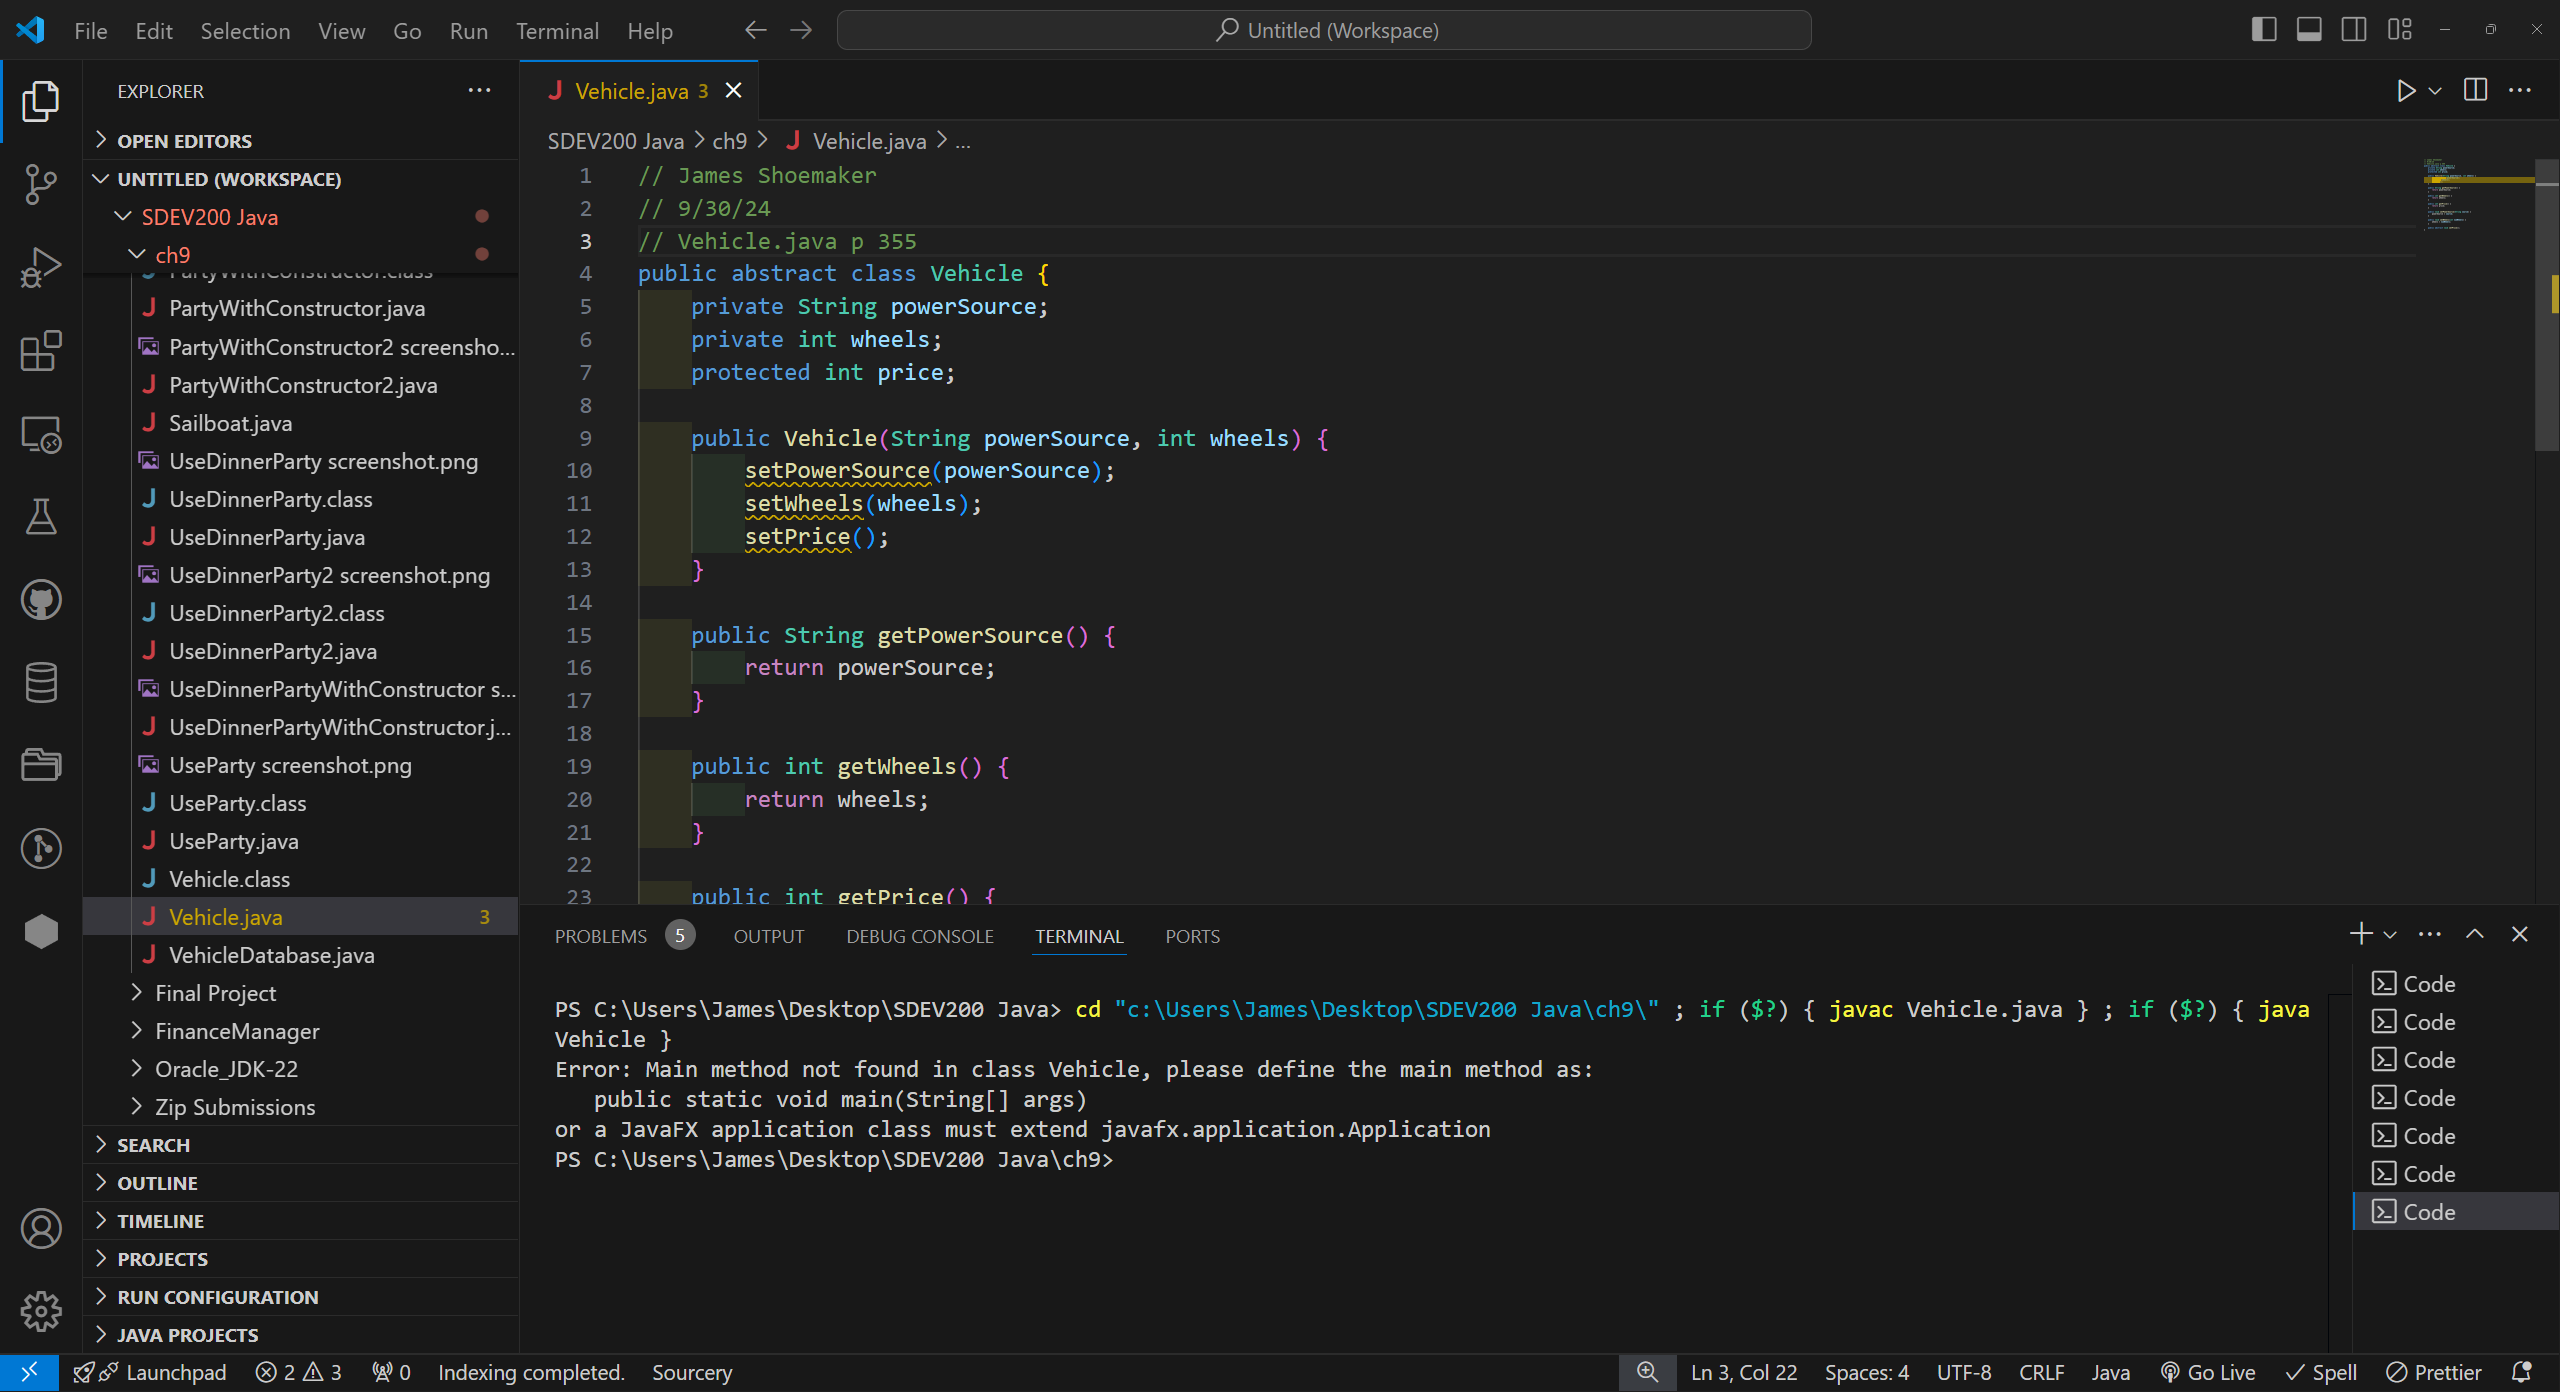 File Edit Selection View Go Run Terminal Help
Untitled (Workspace)
EXPLORER
OPEN EDITORS
UNTITLED (WORKSPACE)
SDEV200 Java
ch9
PartyWithConstructor.class
PartyWithConstructor.java
PartyWithConstructor2 screensho...
PartyWithConstructor2.java
Sailboat.java
UseDinnerParty screenshot.png
UseDinnerParty.class
UseDinnerParty.java
UseDinnerParty2 screenshot.png
UseDinnerParty2.class
UseDinnerParty2.java
UseDinnerPartyWithConstructor s...
UseDinnerPartyWithConstructor.j...
UseParty screenshot.png
UseParty.class
UseParty.java
Vehicle.class
Vehicle.java 3
VehicleDatabase.java
Final Project
FinanceManager
Oracle_JDK-22
Zip Submissions
SEARCH
OUTLINE
TIMELINE
PROJECTS
RUN CONFIGURATION
JAVA PROJECTS
Vehicle.java 3
SDEV200 Java > ch9 > Vehicle.java > ...
1 // James Shoemaker
2 // 9/30/24
3 // Vehicle.java p 355
4 public abstract class Vehicle {
5 private String powerSource;
6 private int wheels;
7 protected int price;
8
9 public Vehicle(String powerSource, int wheels) {
10 setPowerSource(powerSource);
11 setWheels(wheels);
12 setPrice();
13 }
14
15 public String getPowerSource() {
16 return powerSource;
17 }
18
19 public int getWheels() {
20 return wheels;
21 }
22
23 public int getPrice() {
PROBLEMS 5 OUTPUT DEBUG CONSOLE TERMINAL PORTS
PS C:\Users\James\Desktop\SDEV200 Java> cd "c:\Users\James\Desktop\SDEV200 Java\ch9\" ; if ($?) { javac Vehicle.java } ; if ($?) { java
Vehicle }
Error: Main method not found in class Vehicle, please define the main method as:
public static void main(String[] args)
or a JavaFX application class must extend javafx.application.Application
PS C:\Users\James\Desktop\SDEV200 Java\ch9>
Code
Code
Code
Code
Code
Code
Code
Launchpad 2 3 0 Indexing completed. Sourcery Ln 3, Col 22 Spaces: 4 UTF-8 CRLF Java Go Live Spell Prettier